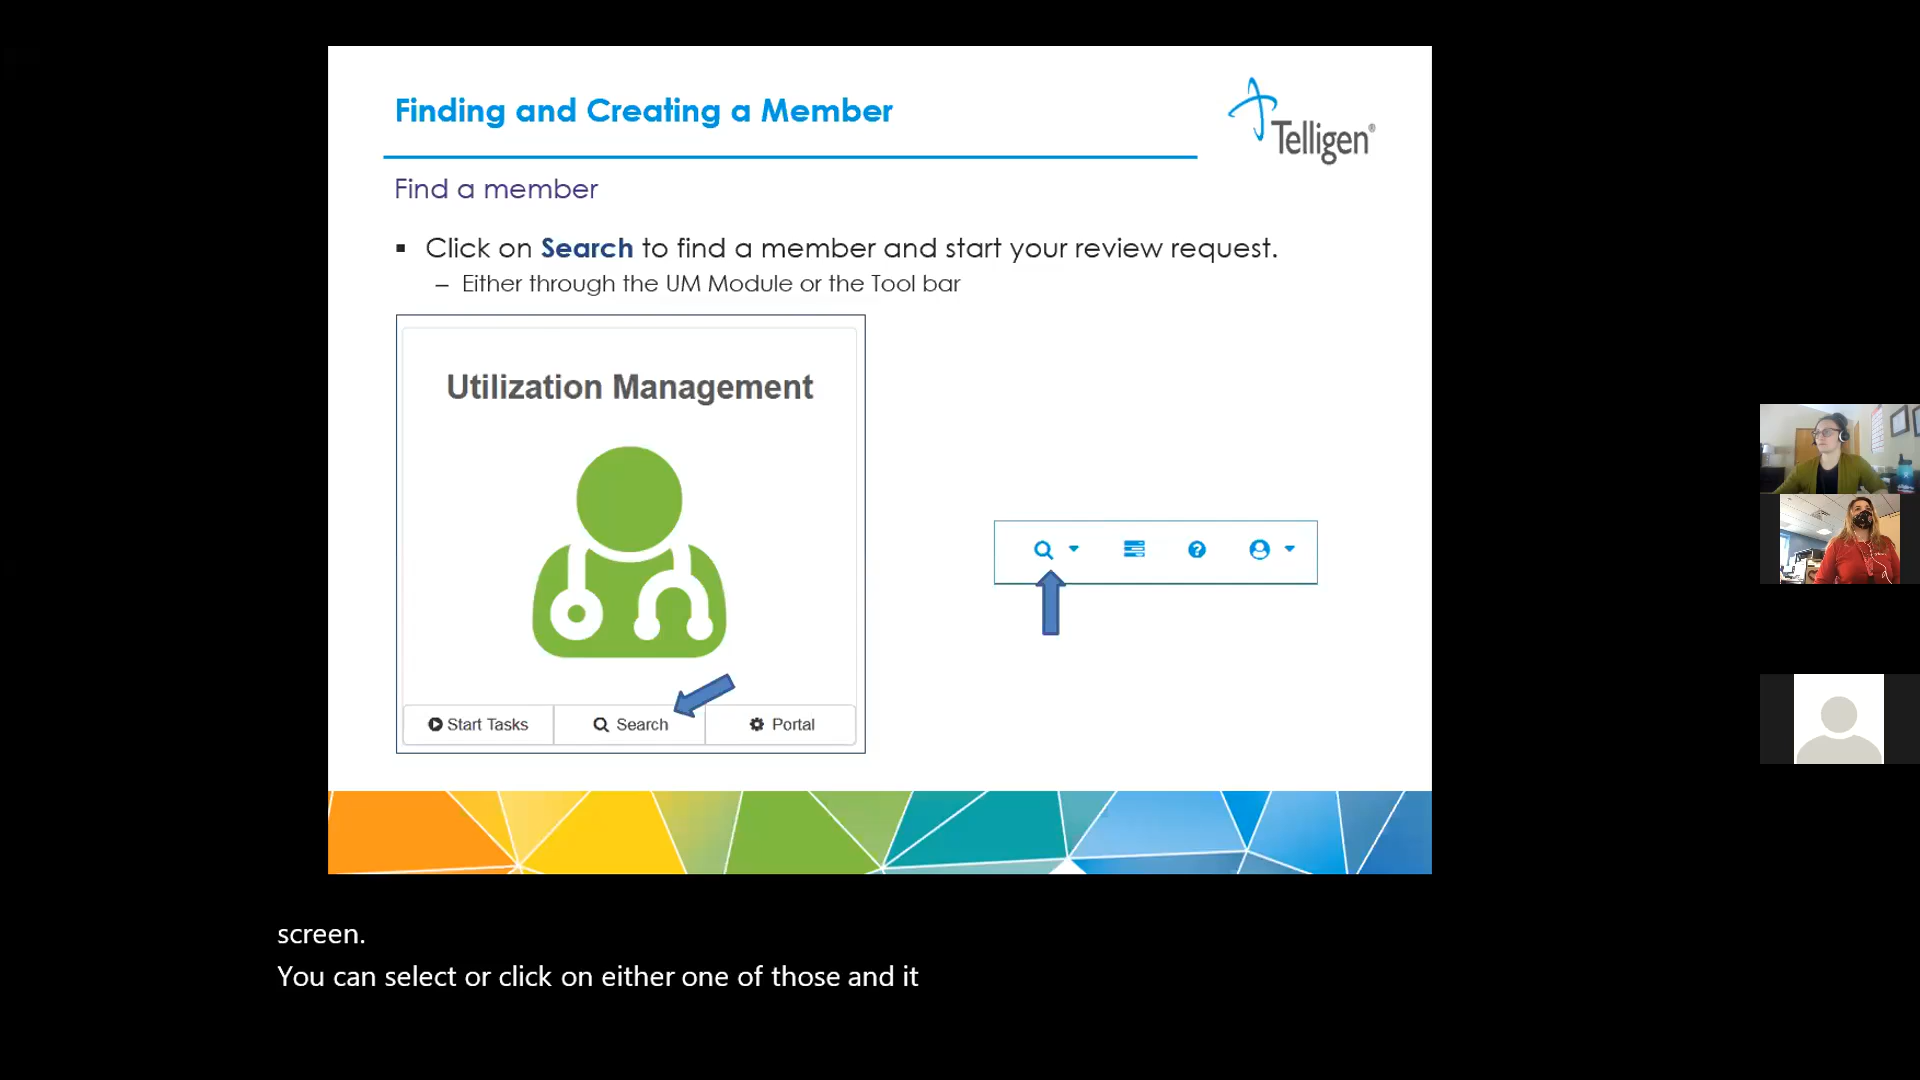 Finding and Creating a Member
Telligen®
Find a member
▪ Click on Search to find a member and start your review request.
– Either through the UM Module or the Tool bar
Utilization Management
Start Tasks
Search
Portal
screen.
You can select or click on either one of those and it